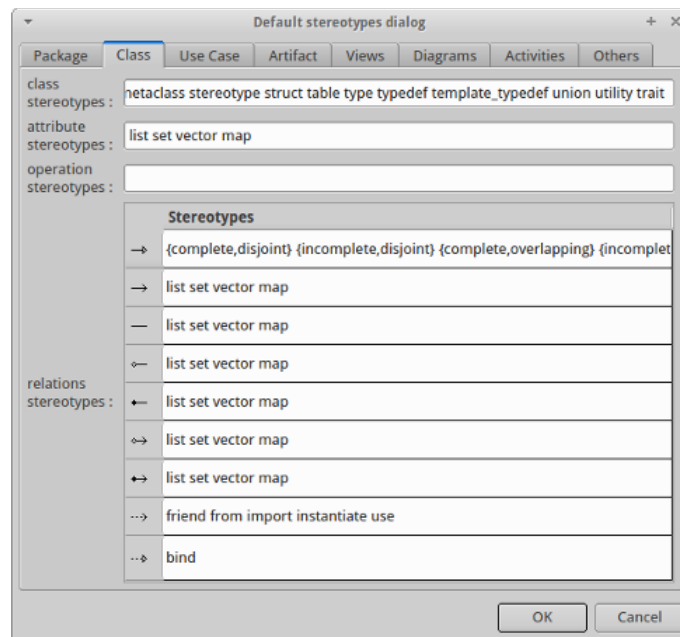 Default stereotypes dialog
Package Class Use Case Artifact Views Diagrams Activities Others
class
stereotypes :
netaclass stereotype struct table type typedef template_typedef union utility trait
attribute
stereotypes :
list set vector map
operation
stereotypes :
Stereotypes
{complete,disjoint} {incomplete,disjoint} {complete,overlapping} {incomplet
list set vector map
list set vector map
list set vector map
relations
stereotypes :
list set vector map
list set vector map
list set vector map
friend from import instantiate use
bind
OK Cancel